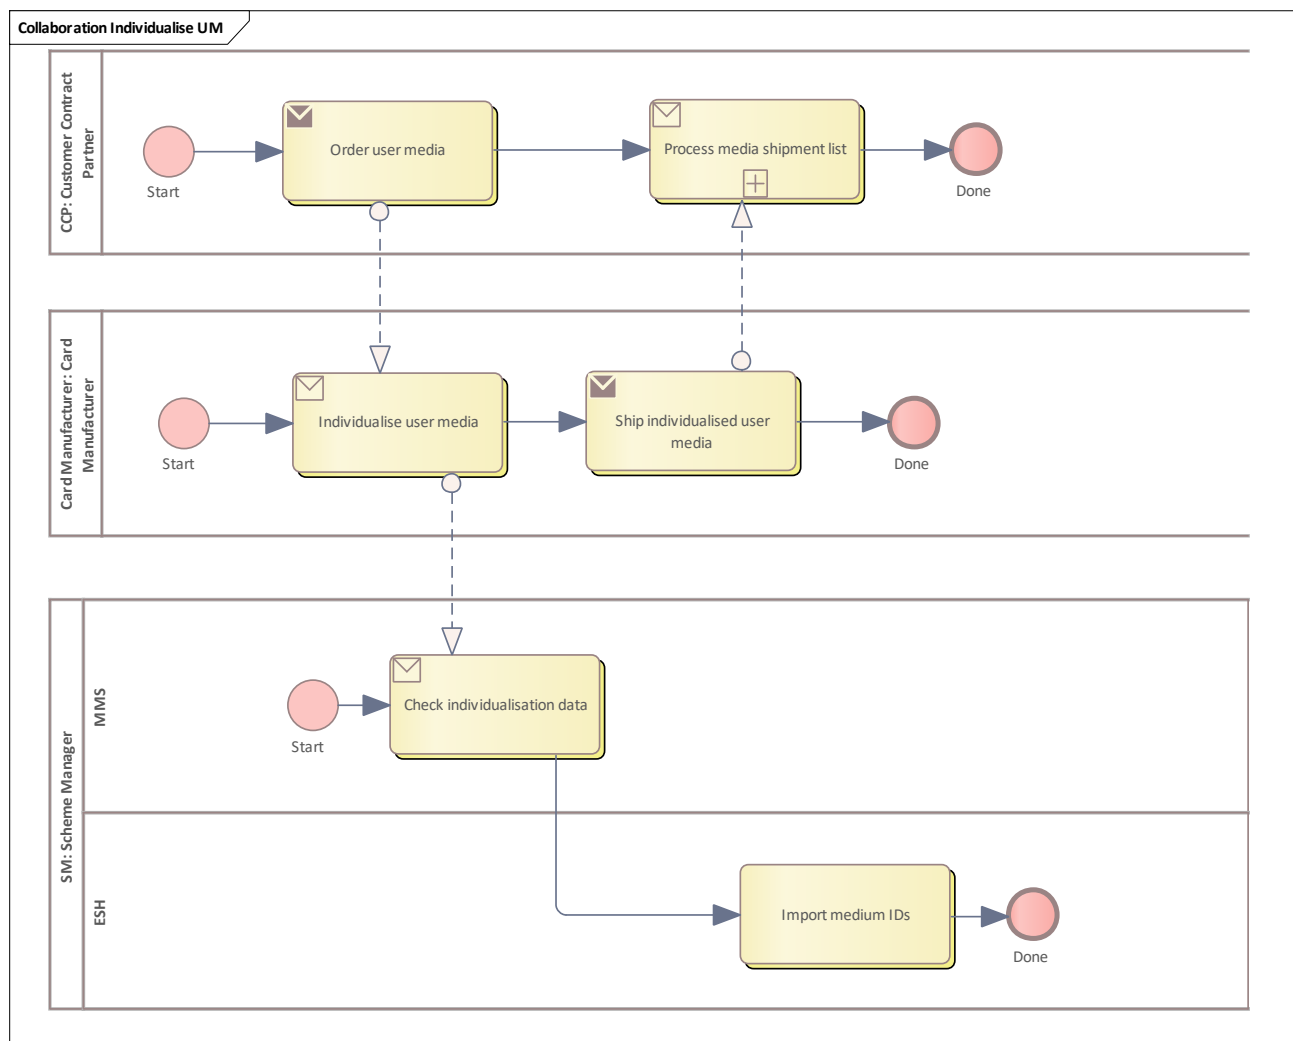 Collaboration Individualise UM
CCP: Customer Contract
Partner
Start
Order user media
Process media shipment list
Done
CardManufacturer: Card
Manufacturer
Start
Individualise user media
Ship individualised user
media
Done
SM: Scheme Manager
MMS
Start
Check individualisation data
ESH
Import medium IDs
Done